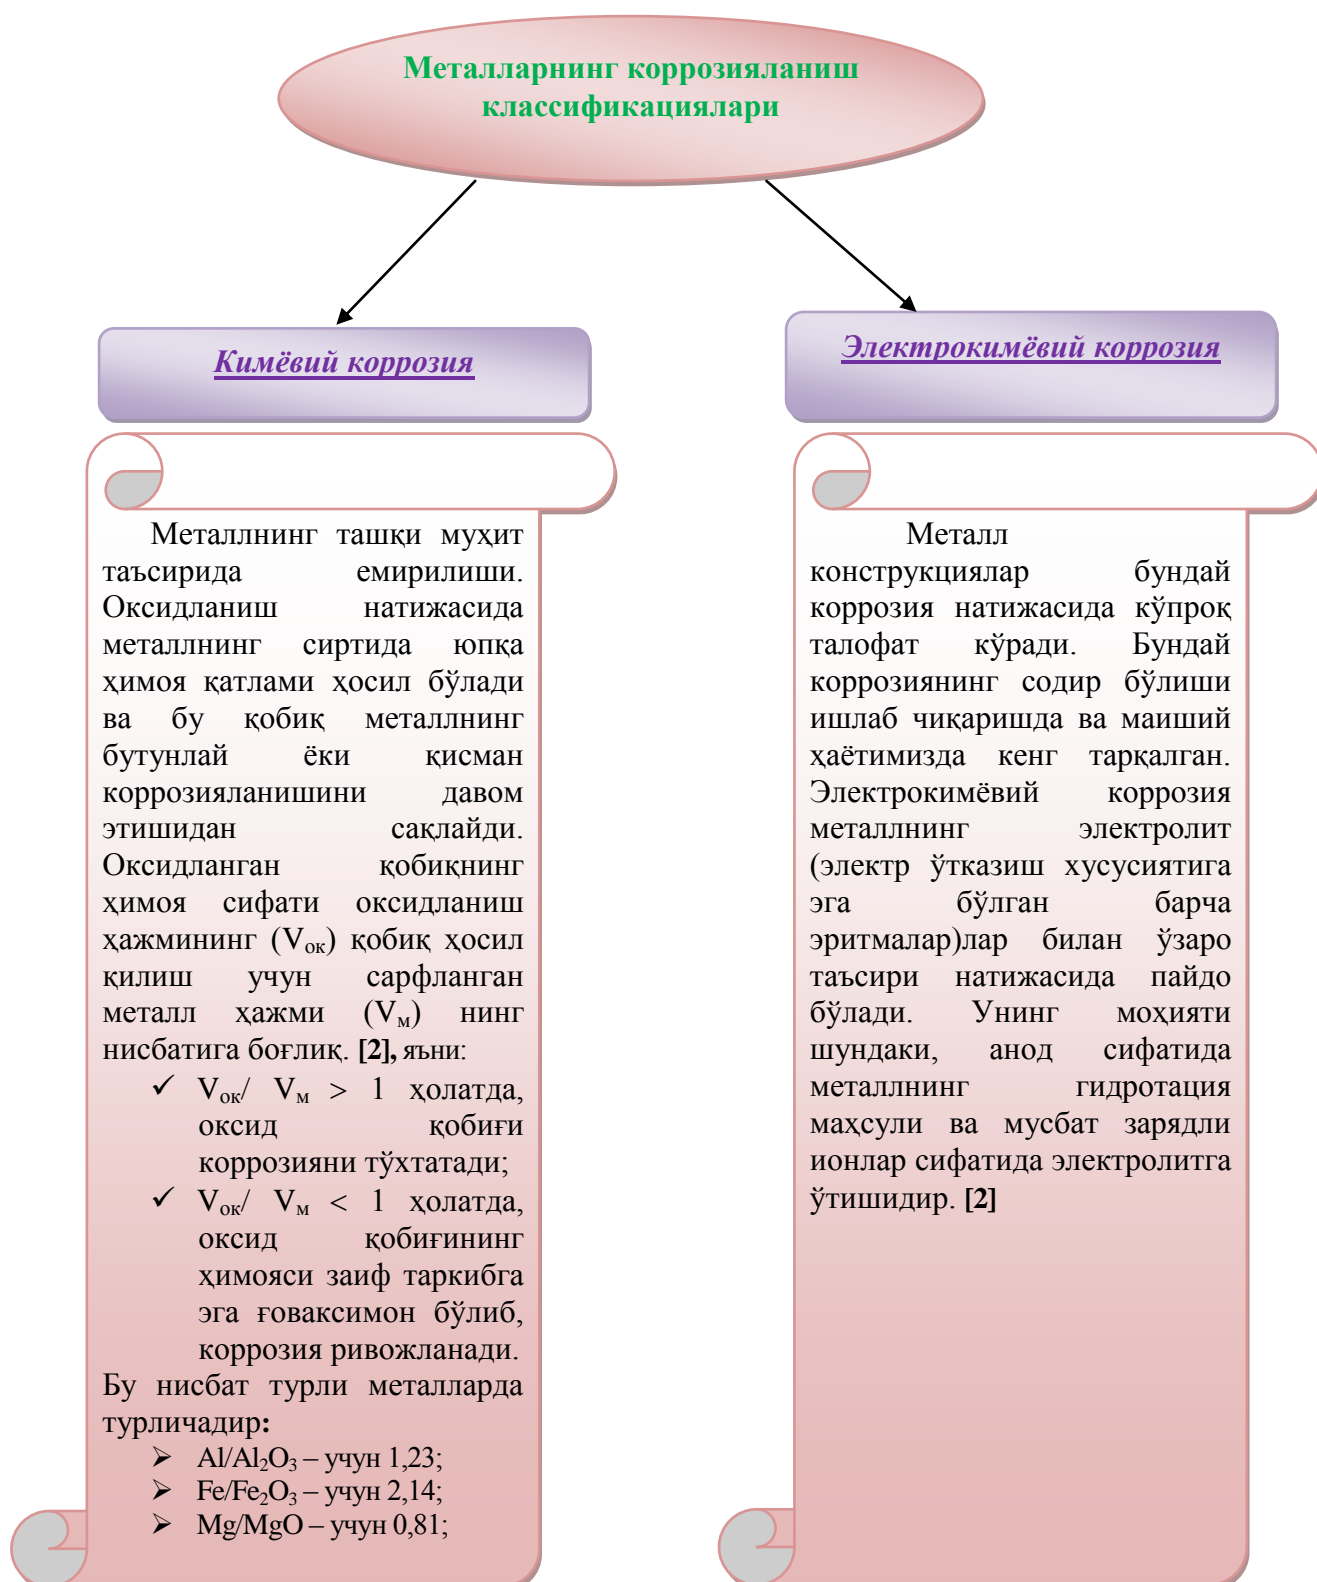 Металларнинг коррозияланиш
классификациялари
Кимёвий коррозия
Металлнинг ташқи муҳит
таъсирида емирилиши.
Оксидланиш натижасида
металлнинг сиртида юпқа
ҳимоя қатлами ҳосил бўлади
ва бу қобиқ металлнинг
бутунлай ёки қисман
коррозияланишини давом
этишидан сақлайди.
Оксидланган қобиқнинг
ҳимоя сифати оксидланиш
ҳажмининг (Vок) қобиқ ҳосил
қилиш учун сарфланган
металл ҳажми (Vм) нинг
нисбатига боғлиқ. [2], яъни:
✓ Vок/ Vм > 1 ҳолатда,
оксид қобиғи
коррозияни тўхтатади;
✓ Vок/ Vм < 1 ҳолатда,
оксид қобиғининг
ҳимояси заиф таркибга
эга ғоваксимон бўлиб,
коррозия ривожланади.
Бу нисбат турли металларда
турличадир:
➢ Al/Al₂O₃ – учун 1,23;
➢ Fe/Fe₂O₃ – учун 2,14;
➢ Mg/MgO – учун 0,81;
Электрокимёвий коррозия
Металл
конструкциялар бундай
коррозия натижасида кўпроқ
талофат кўради. Бундай
коррозиянинг содир бўлиши
ишлаб чиқаришда ва маиший
ҳаётимизда кенг тарқалган.
Электрокимёвий коррозия
металлнинг электролит
(электр ўтказиш хусусиятига
эга бўлган барча
эритмалар)лар билан ўзаро
таъсири натижасида пайдо
бўлади. Унинг моҳияти
шундаки, анод сифатида
металлнинг гидротация
маҳсули ва мусбат зарядли
ионлар сифатида электролитга
ўтишидир. [2]